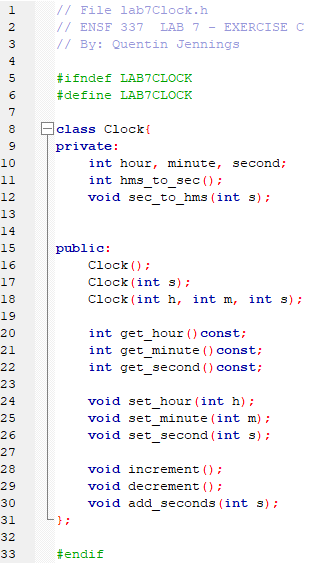 1 // File lab7Clock.h
2 // ENSF 337  LAB 7 - EXERCISE C
3 // By: Quentin Jennings
4
5 #ifndef LAB7CLOCK
6 #define LAB7CLOCK
7
8 class Clock{
9 private:
10     int hour, minute, second;
11     int hms_to_sec();
12     void sec_to_hms(int s);
13
14
15 public:
16     Clock();
17     Clock(int s);
18     Clock(int h, int m, int s);
19
20     int get_hour()const;
21     int get_minute()const;
22     int get_second()const;
23
24     void set_hour(int h);
25     void set_minute(int m);
26     void set_second(int s);
27
28     void increment();
29     void decrement();
30     void add_seconds(int s);
31 };
32
33 #endif